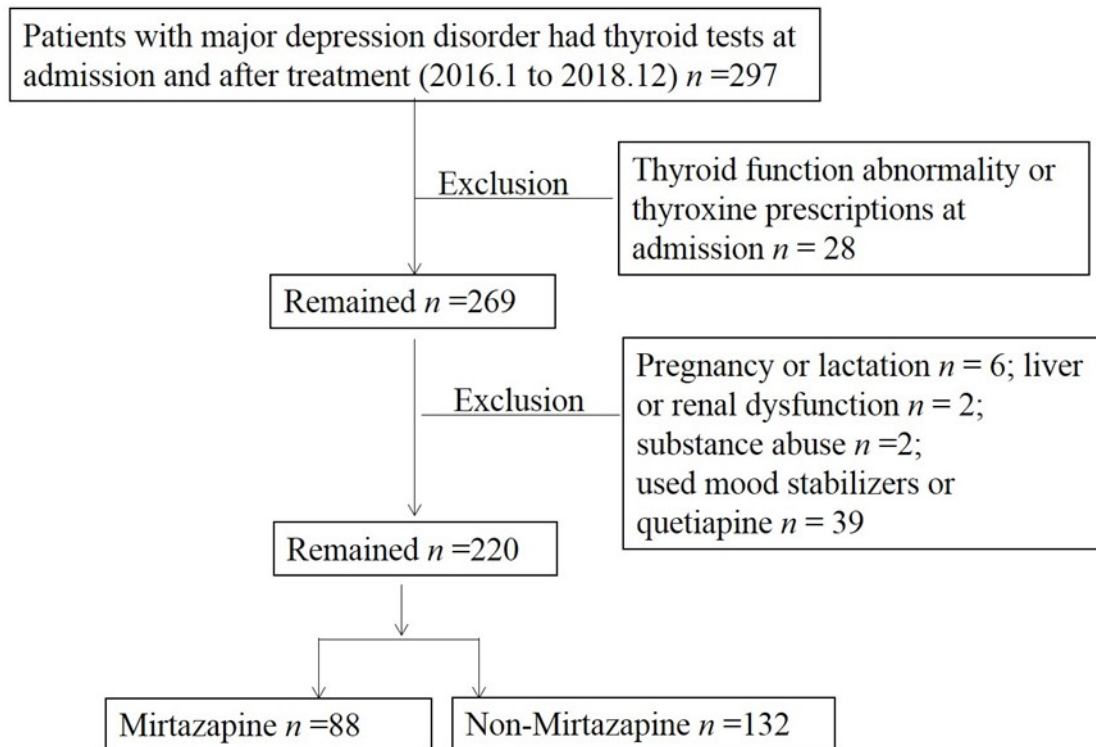 Patients with major depression disorder had thyroid tests at
admission and after treatment (2016.1 to 2018.12) n =297
Exclusion
Thyroid function abnormality or
thyroxine prescriptions at
admission n = 28
Remained n =269
Exclusion
Pregnancy or lactation n = 6; liver
or renal dysfunction n = 2;
substance abuse n =2;
used mood stabilizers or
quetiapine n = 39
Remained n =220
Mirtazapine n =88
Non-Mirtazapine n =132